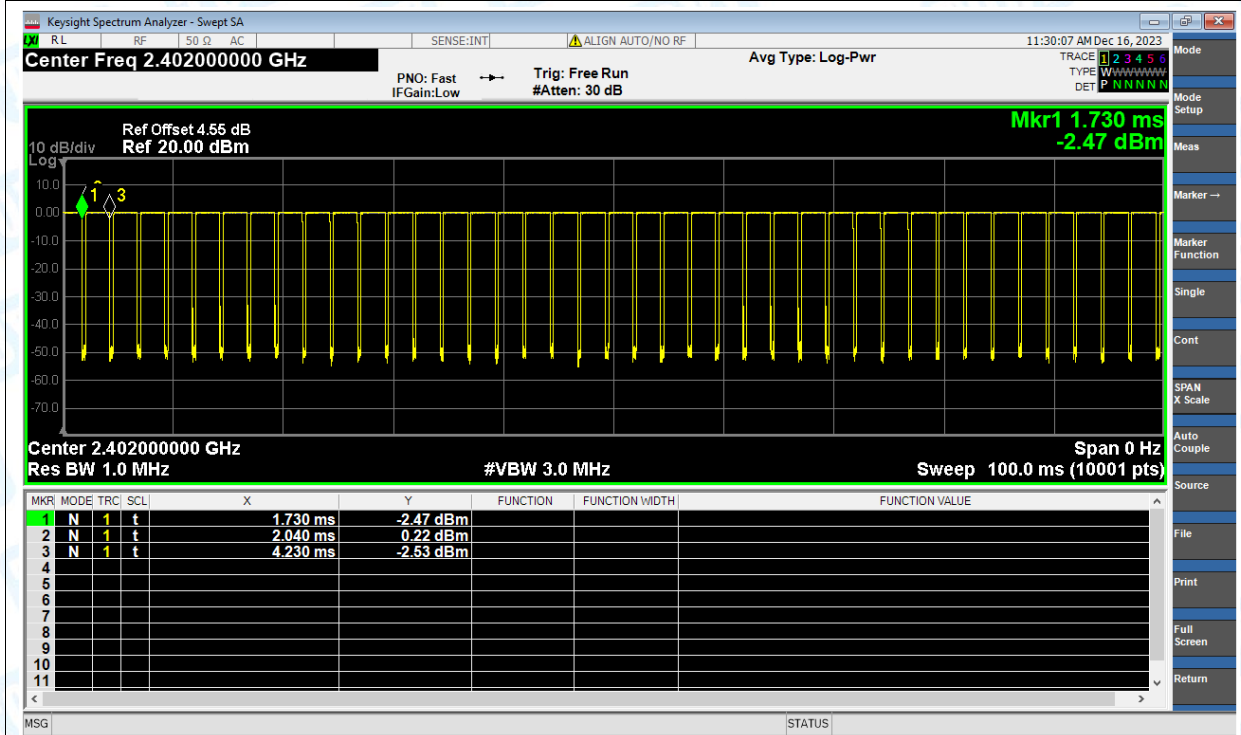 Keysight Spectrum Analyzer - Swept SA
LXI RL RF 50 Ω AC SENSE:INT ALIGN AUTO/NO RF 11:30:07 AM Dec 16, 2023
Center Freq 2.402000000 GHz
PNO: Fast
IFGain:Low
Trig: Free Run
#Atten: 30 dB
Avg Type: Log-Pwr
TRACE 1 2 3 4 5 6
TYPE WWWWWWW
DET P N N N N N
Ref Offset 4.55 dB
10 dB/div Ref 20.00 dBm
Log
Mkr1 1.730 ms
-2.47 dBm
10.0
0.00
-10.0
-20.0
-30.0
-40.0
-50.0
-60.0
-70.0
1 3
Center 2.402000000 GHz Span 0 Hz
Res BW 1.0 MHz #VBW 3.0 MHz Sweep 100.0 ms (10001 pts)
MKR MODE TRC SCL X Y FUNCTION FUNCTION WIDTH FUNCTION VALUE
1 N 1 t 1.730 ms -2.47 dBm
2 N 1 t 2.040 ms 0.22 dBm
3 N 1 t 4.230 ms -2.53 dBm
4
5
6
7
8
9
10
11
MSG STATUS
Mode
Mode
Setup
Meas
Marker →
Marker
Function
Single
Cont
SPAN
X Scale
Auto
Couple
Source
File
Print
Full
Screen
Return